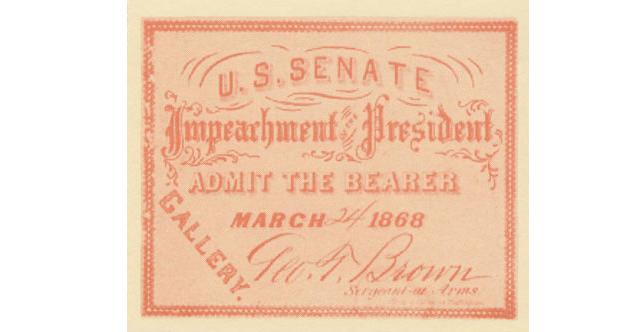 U. S. SENATE
Impeachment of the President
ADMIT THE BEARER
MARCH 24 1868
GALLERY.
Geo. T. Brown
Sergeant-at-Arms.